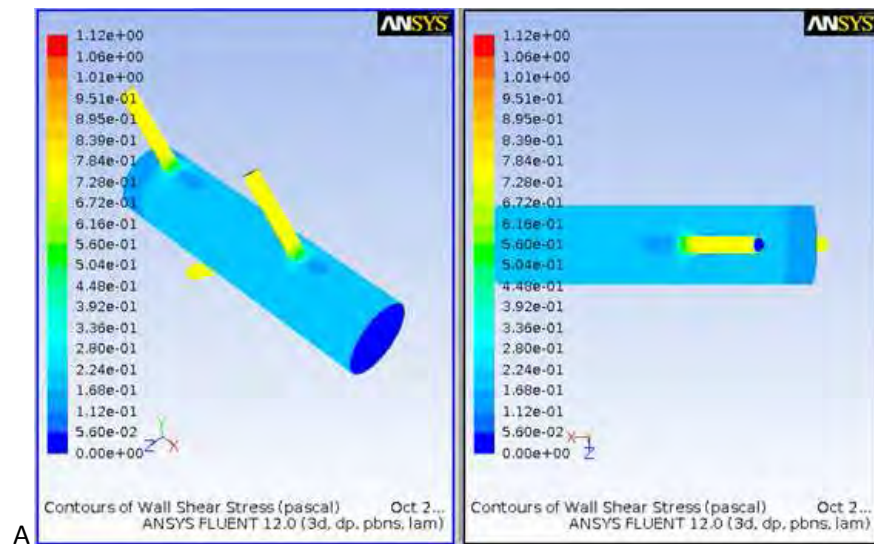 ANSYS
1.12e+00
1.06e+00
1.01e+00
9.51e-01
8.95e-01
8.39e-01
7.84e-01
7.28e-01
6.72e-01
6.16e-01
5.60e-01
5.04e-01
4.48e-01
3.92e-01
3.36e-01
2.80e-01
2.24e-01
1.68e-01
1.12e-01
5.60e-02
0.00e+00
Y
Z X
Contours of Wall Shear Stress (pascal) Oct 2...
ANSYS FLUENT 12.0 (3d, dp, pbns, lam)
ANSYS
1.12e+00
1.06e+00
1.01e+00
9.51e-01
8.95e-01
8.39e-01
7.84e-01
7.28e-01
6.72e-01
6.16e-01
5.60e-01
5.04e-01
4.48e-01
3.92e-01
3.36e-01
2.80e-01
2.24e-01
1.68e-01
1.12e-01
5.60e-02
0.00e+00
X
Z
Contours of Wall Shear Stress (pascal) Oct 2...
ANSYS FLUENT 12.0 (3d, dp, pbns, lam)
A